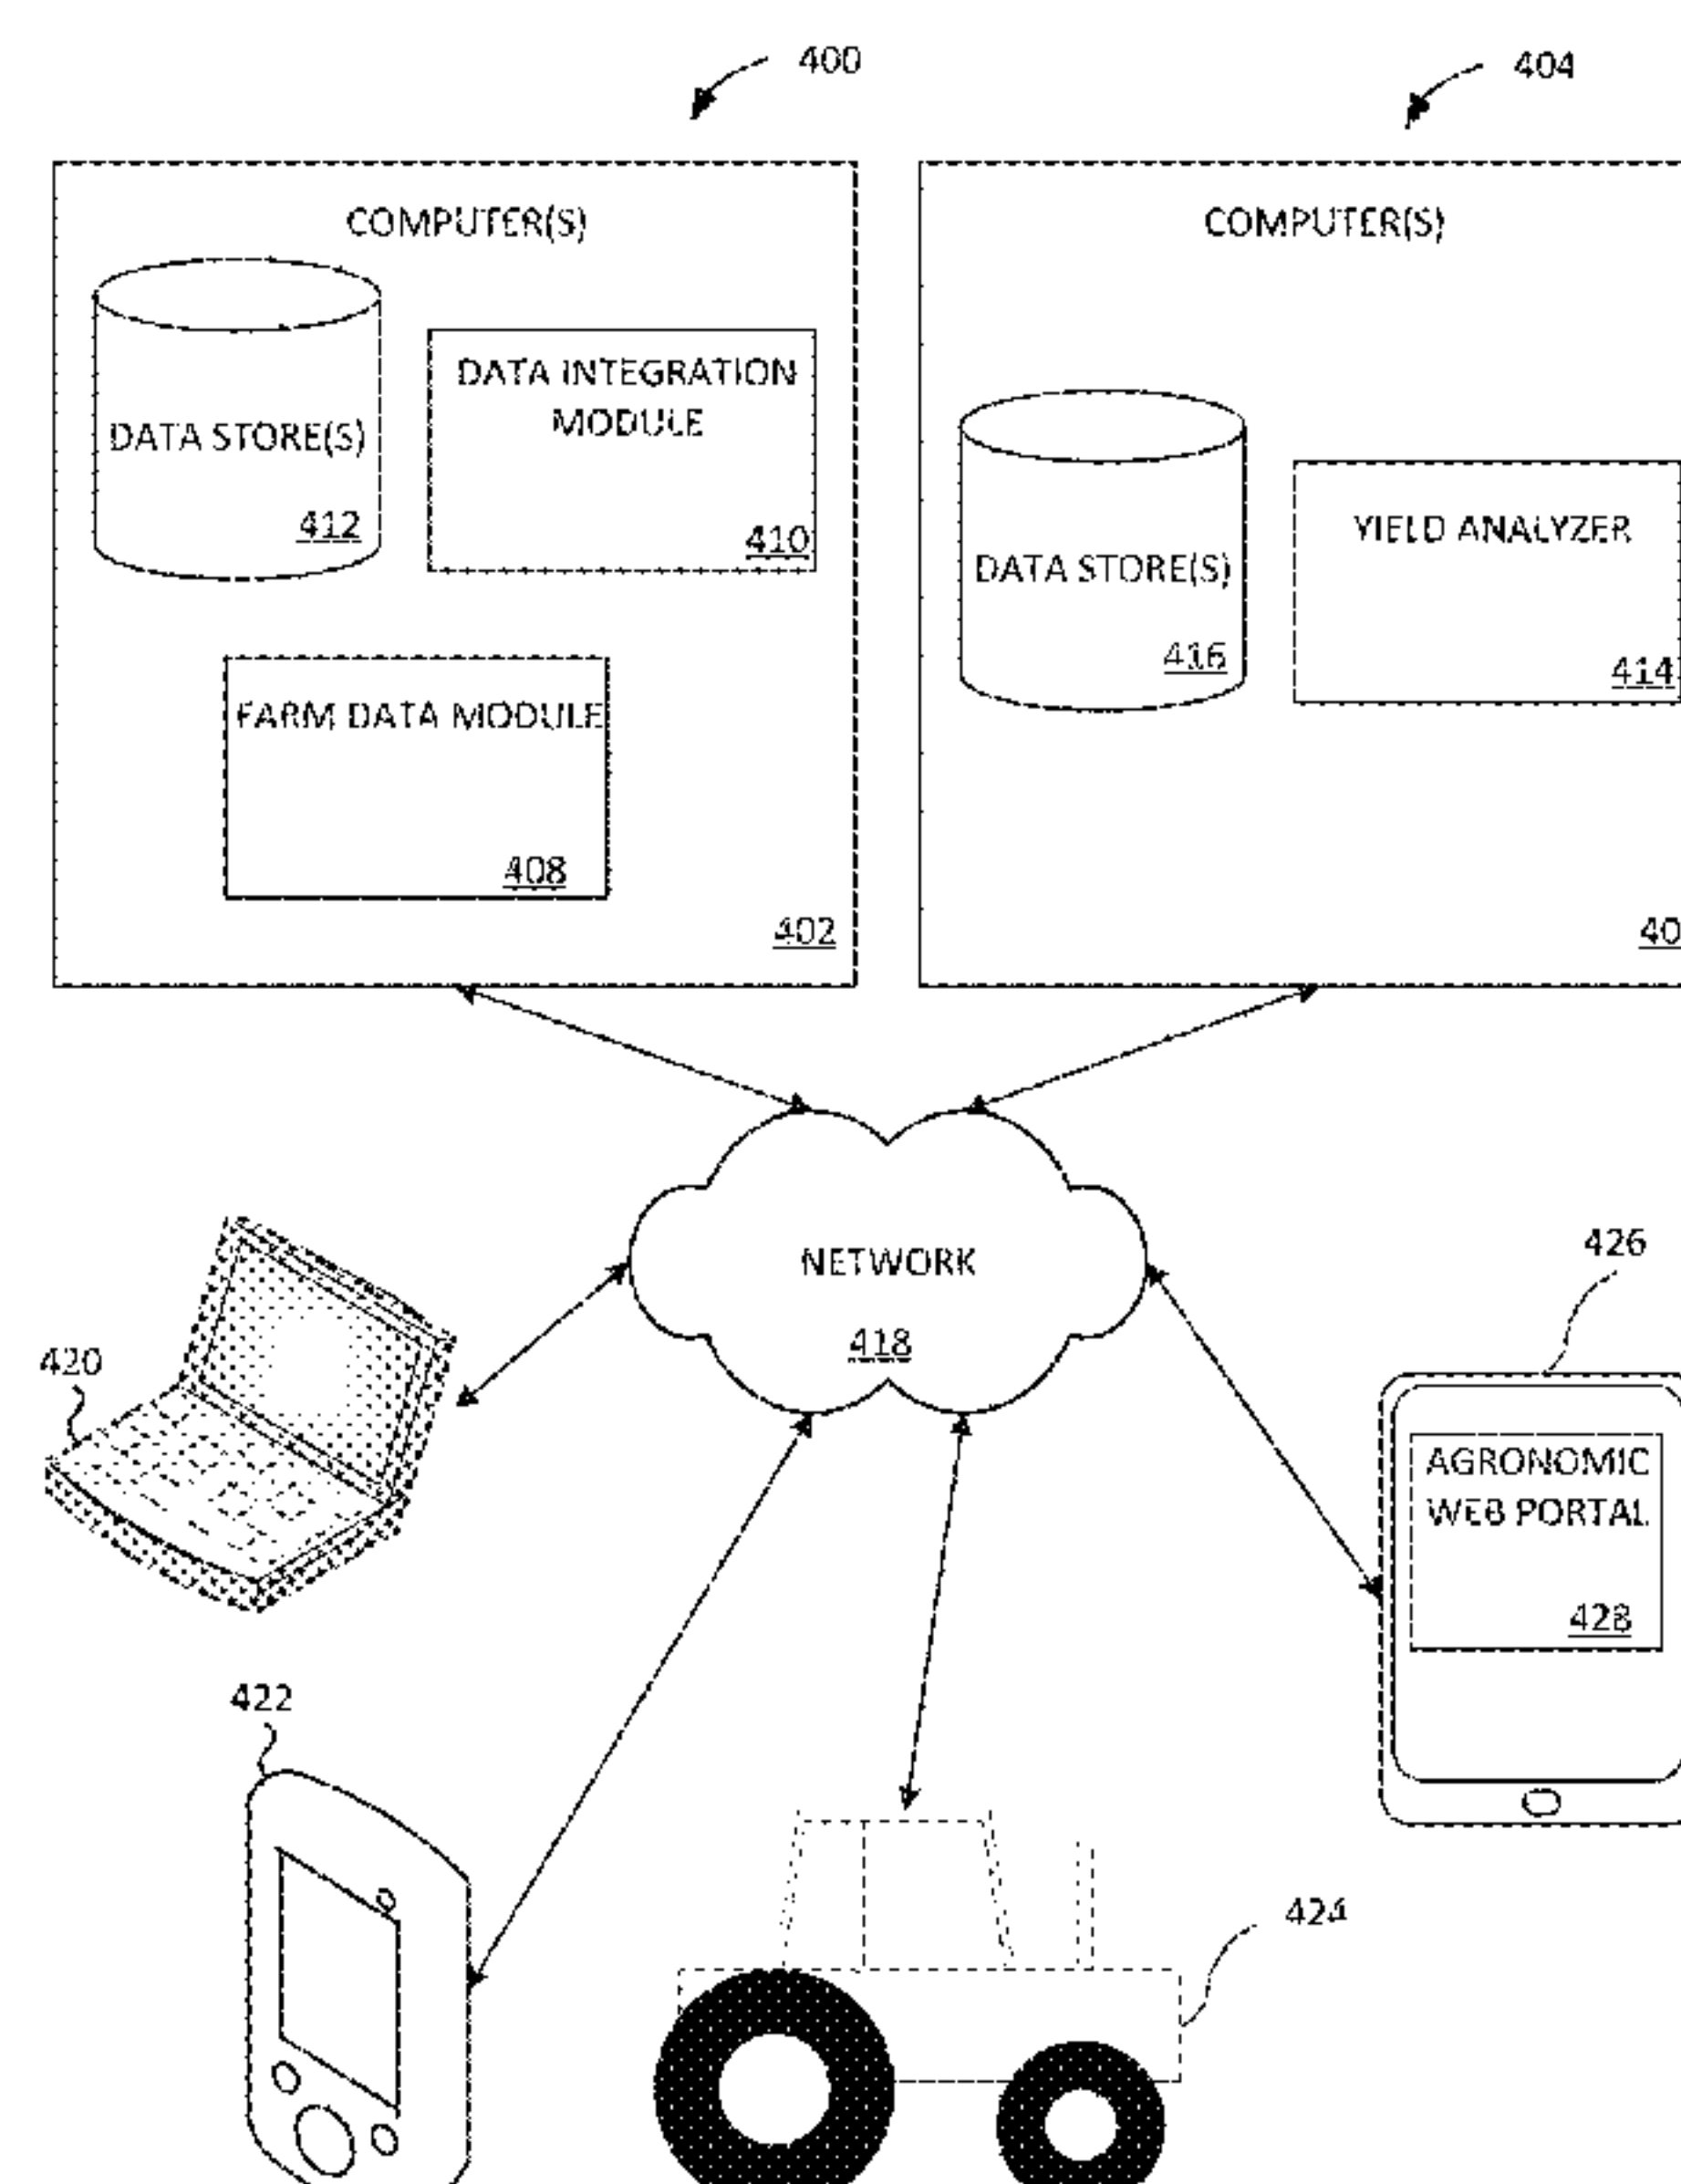 400
404
COMPUTER(S)
DATA STORE(S)
412
DATA INTEGRATION
MODULE
410
FARM DATA MODULE
408
402
COMPUTER(S)
DATA STORE(S)
416
YIELD ANALYZER
414
NETWORK
418
420
422
424
426
AGRONOMIC
WEB PORTAL
428